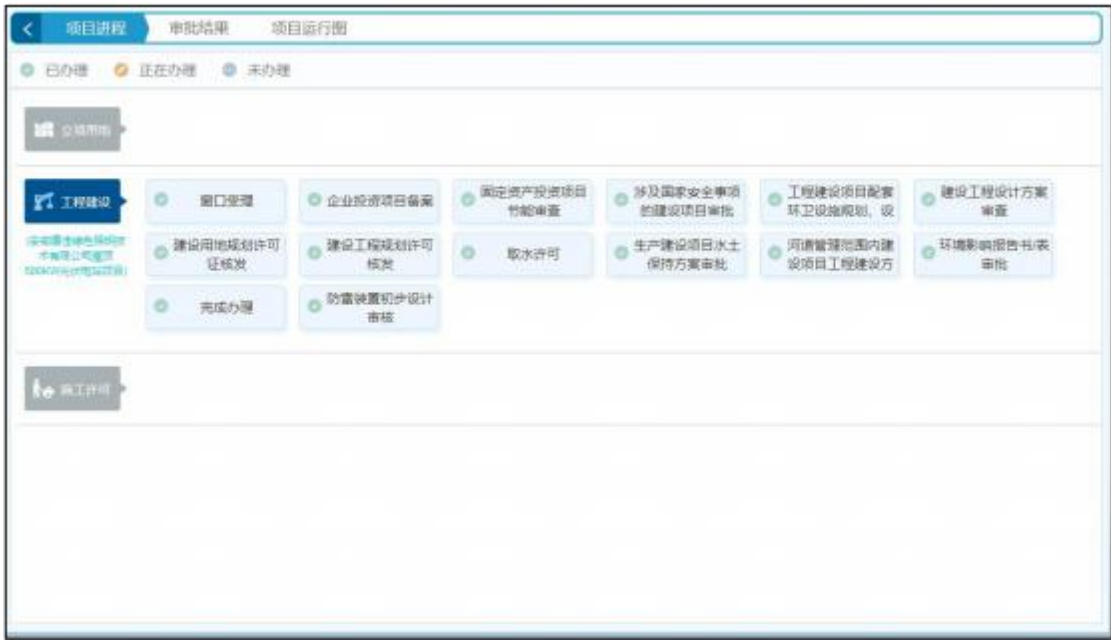 项目进程 审批结果 项目运行图
已办理 正在办理 未办理
工程建设
窗口受理
企业投资项目备案
固定资产投资项目
节能审查
涉及国家安全事项
的建设项目审批
工程建设项目配套
环卫设施规划、设
建设工程设计方案
审查
建设用地规划许可
证核发
建设工程规划许可
核发
取水许可
生产建设项目水土
保持方案审批
河道管理范围内建
设项目工程建设方
环境影响报告书/表
审批
完成办理
防雷装置初步设计
审核
施工许可